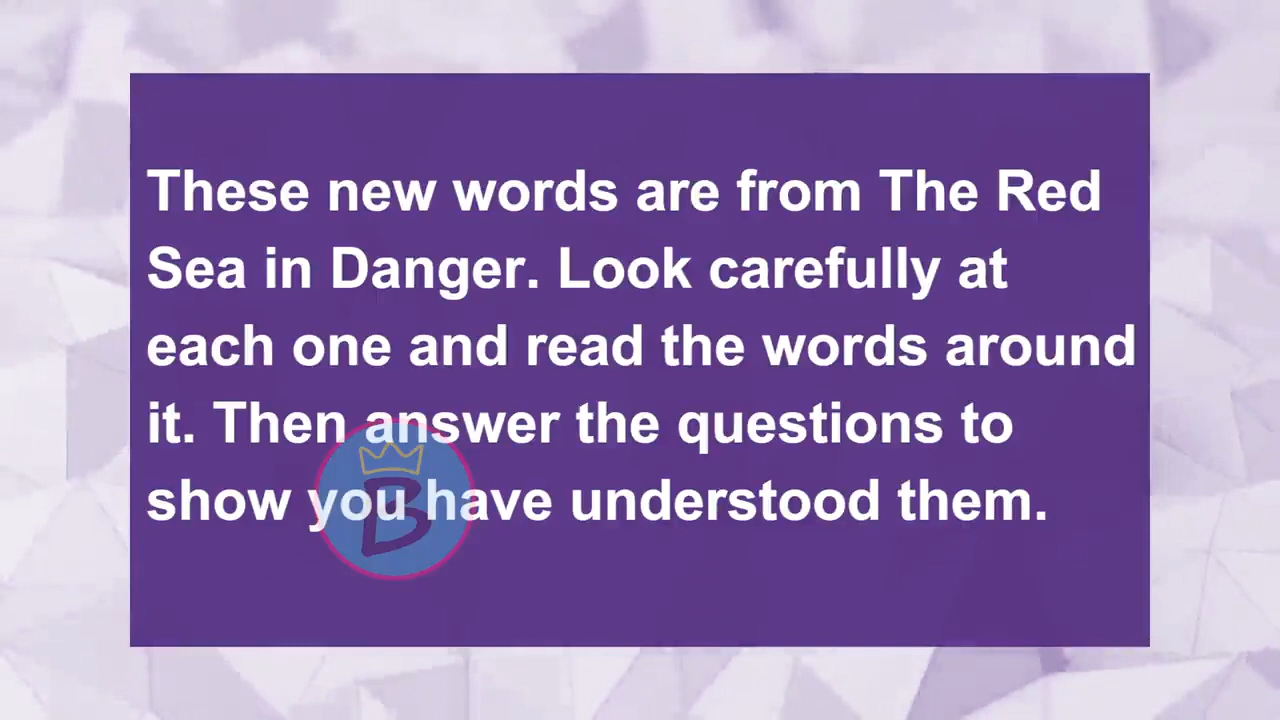 These new words are from The Red
Sea in Danger. Look carefully at
each one and read the words around
it. Then answer the questions to
show you have understood them.
B